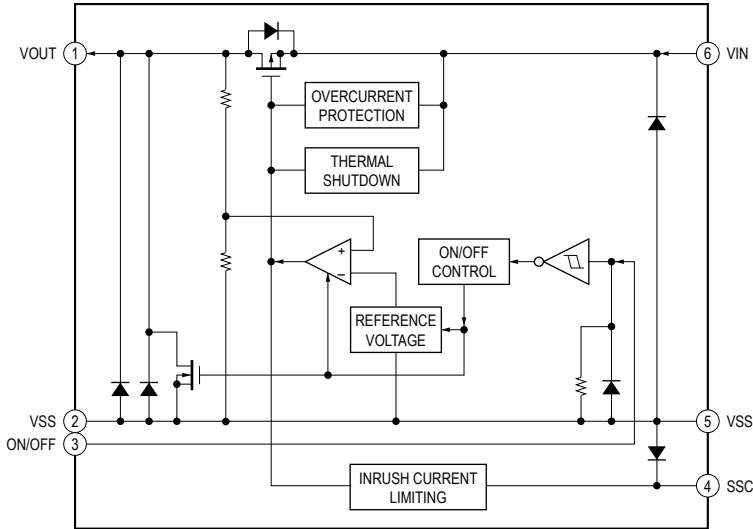 VOUT 1
6 VIN
OVERCURRENT
PROTECTION
THERMAL
SHUTDOWN
+
−
ON/OFF
CONTROL
REFERENCE
VOLTAGE
VSS 2
5 VSS
ON/OFF 3
INRUSH CURRENT
LIMITING
4 SSC